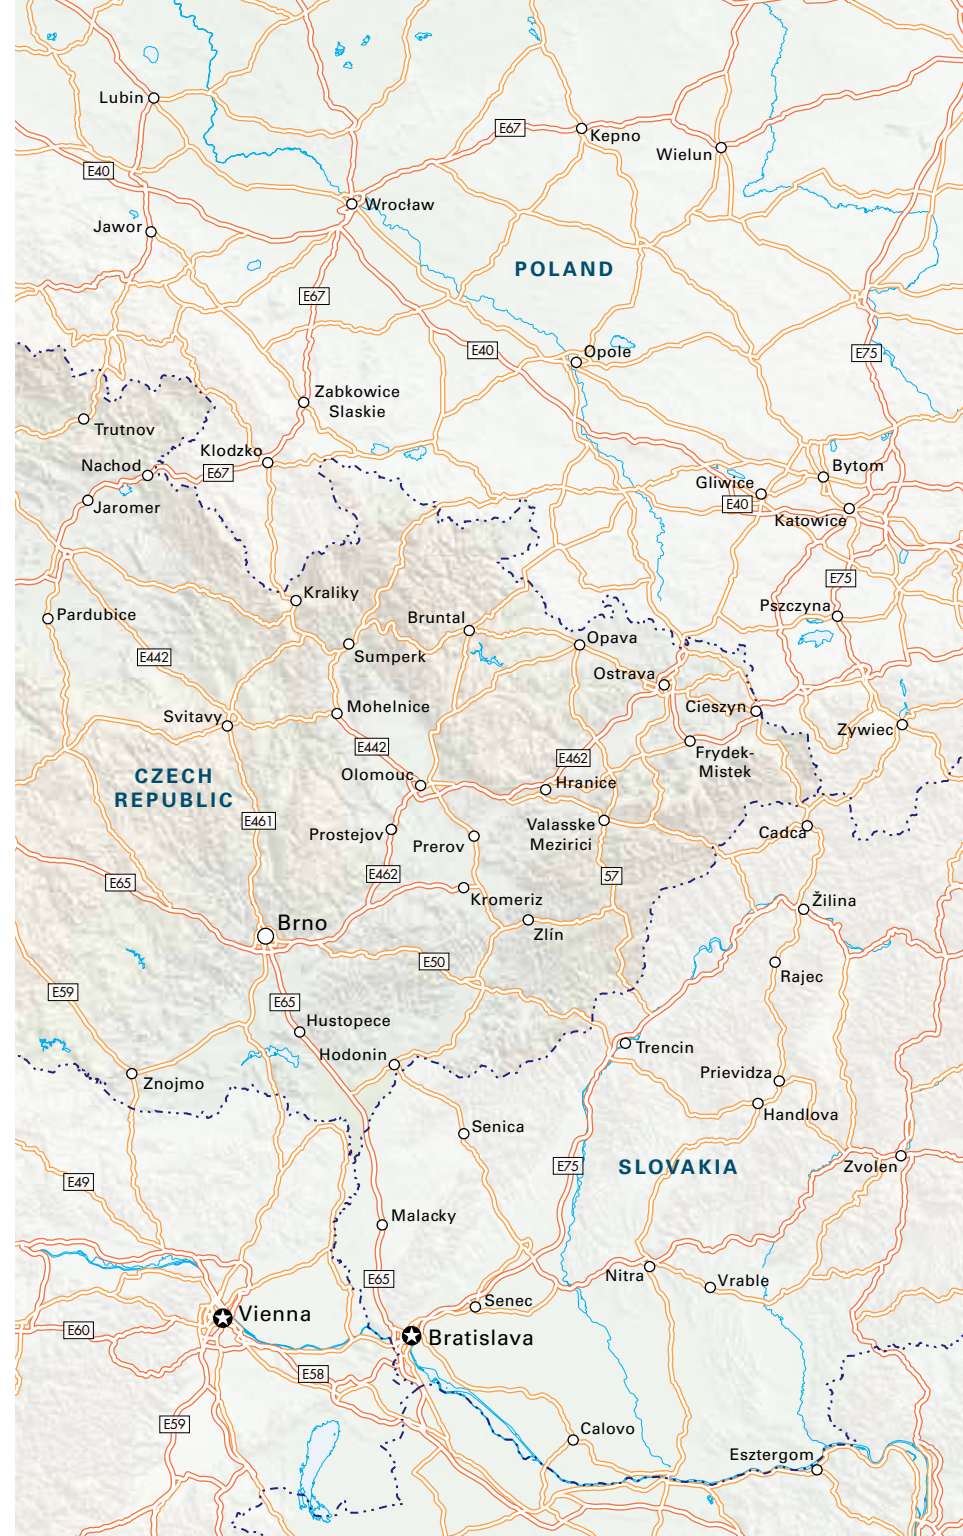 Lubin
E67
Kepno
Wielun
E40
Wrocław
Jawor
POLAND
E67
E40
Opole
E75
Zabkowice
Slaskie
Trutnov
Klodzko
Nachod
E67
Bytom
Gliwice
Jaromer
E40
Katowice
E75
Kraliky
Pszczyna
Pardubice
Bruntal
Opava
E442
Sumperk
Ostrava
Mohelnice
Cieszyn
Svitavy
Zywiec
E442
Frydek-
Mistek
E462
CZECH
REPUBLIC
Olomouc
Hranice
E461
Prostejov
Valasske
Mezirici
Cadca
Prerov
E462
57
E65
Kromeriz
Žilina
Brno
Zlín
E50
Rajec
E59
E65
Hustopece
Trencin
Hodonin
Prievidza
Znojmo
Handlova
Senica
E75
SLOVAKIA
Zvolen
E49
Malacky
E65
Nitra
Vrable
Senec
Vienna
E60
Bratislava
E58
E59
Calovo
Esztergom